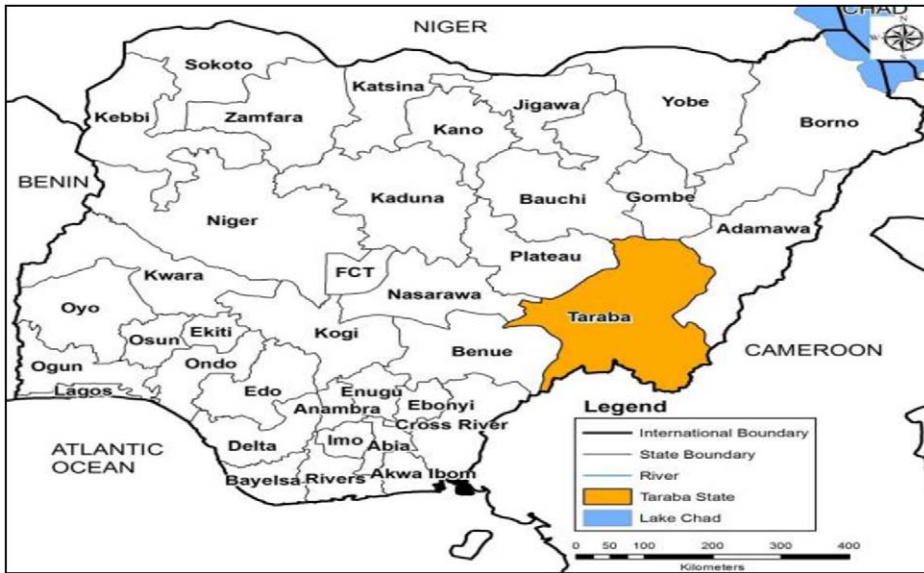 CHAD
NIGER
Sokoto
Katsina
Jigawa
Yobe
Kebbi
Zamfara
Kano
Borno
BENIN
Kaduna
Bauchi
Gombe
Niger
Adamawa
Plateau
FCT
Kwara
Nasarawa
Oyo
Taraba
Kogi
Ekiti
Osun
Benue
CAMEROON
Ogun
Ondo
Lagos
Edo
Enugu
Ebonyi
Anambra
Cross River
ATLANTIC
OCEAN
Delta
Imo
Abia
Bayelsa
Rivers
Akwa Ibom
Legend
International Boundary
State Boundary
River
Taraba State
Lake Chad
0 50 100 200 300 400
Kilometers